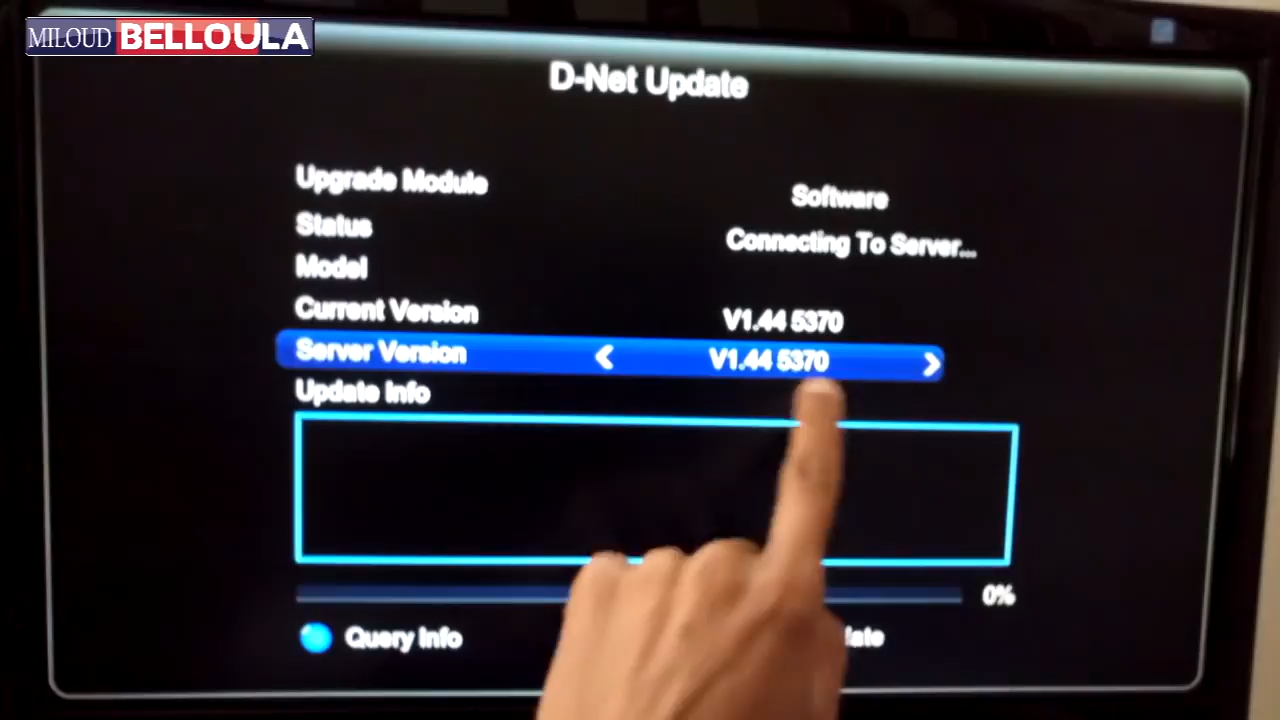 MILOUD BELLOULA
D-Net Update
Upgrade Module Software
Status Connecting To Server...
Model
Current Version V1.44 5370
Server Version V1.44 5370
Update Info
0%
Query Info